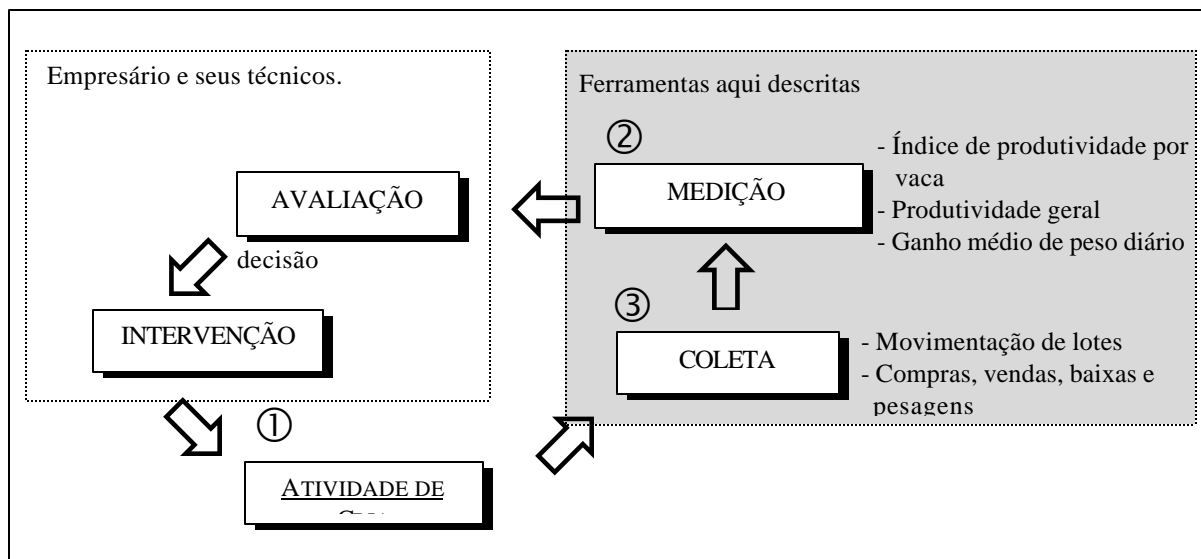 Empresário e seus técnicos.
AVALIAÇÃO
decisão
INTERVENÇÃO
①
ATIVIDADE DE
Ferramentas aqui descritas
②
MEDIÇÃO
- Índice de produtividade por
vaca
- Produtividade geral
- Ganho médio de peso diário
③
COLETA
- Movimentação de lotes
- Compras, vendas, baixas e
pesagens